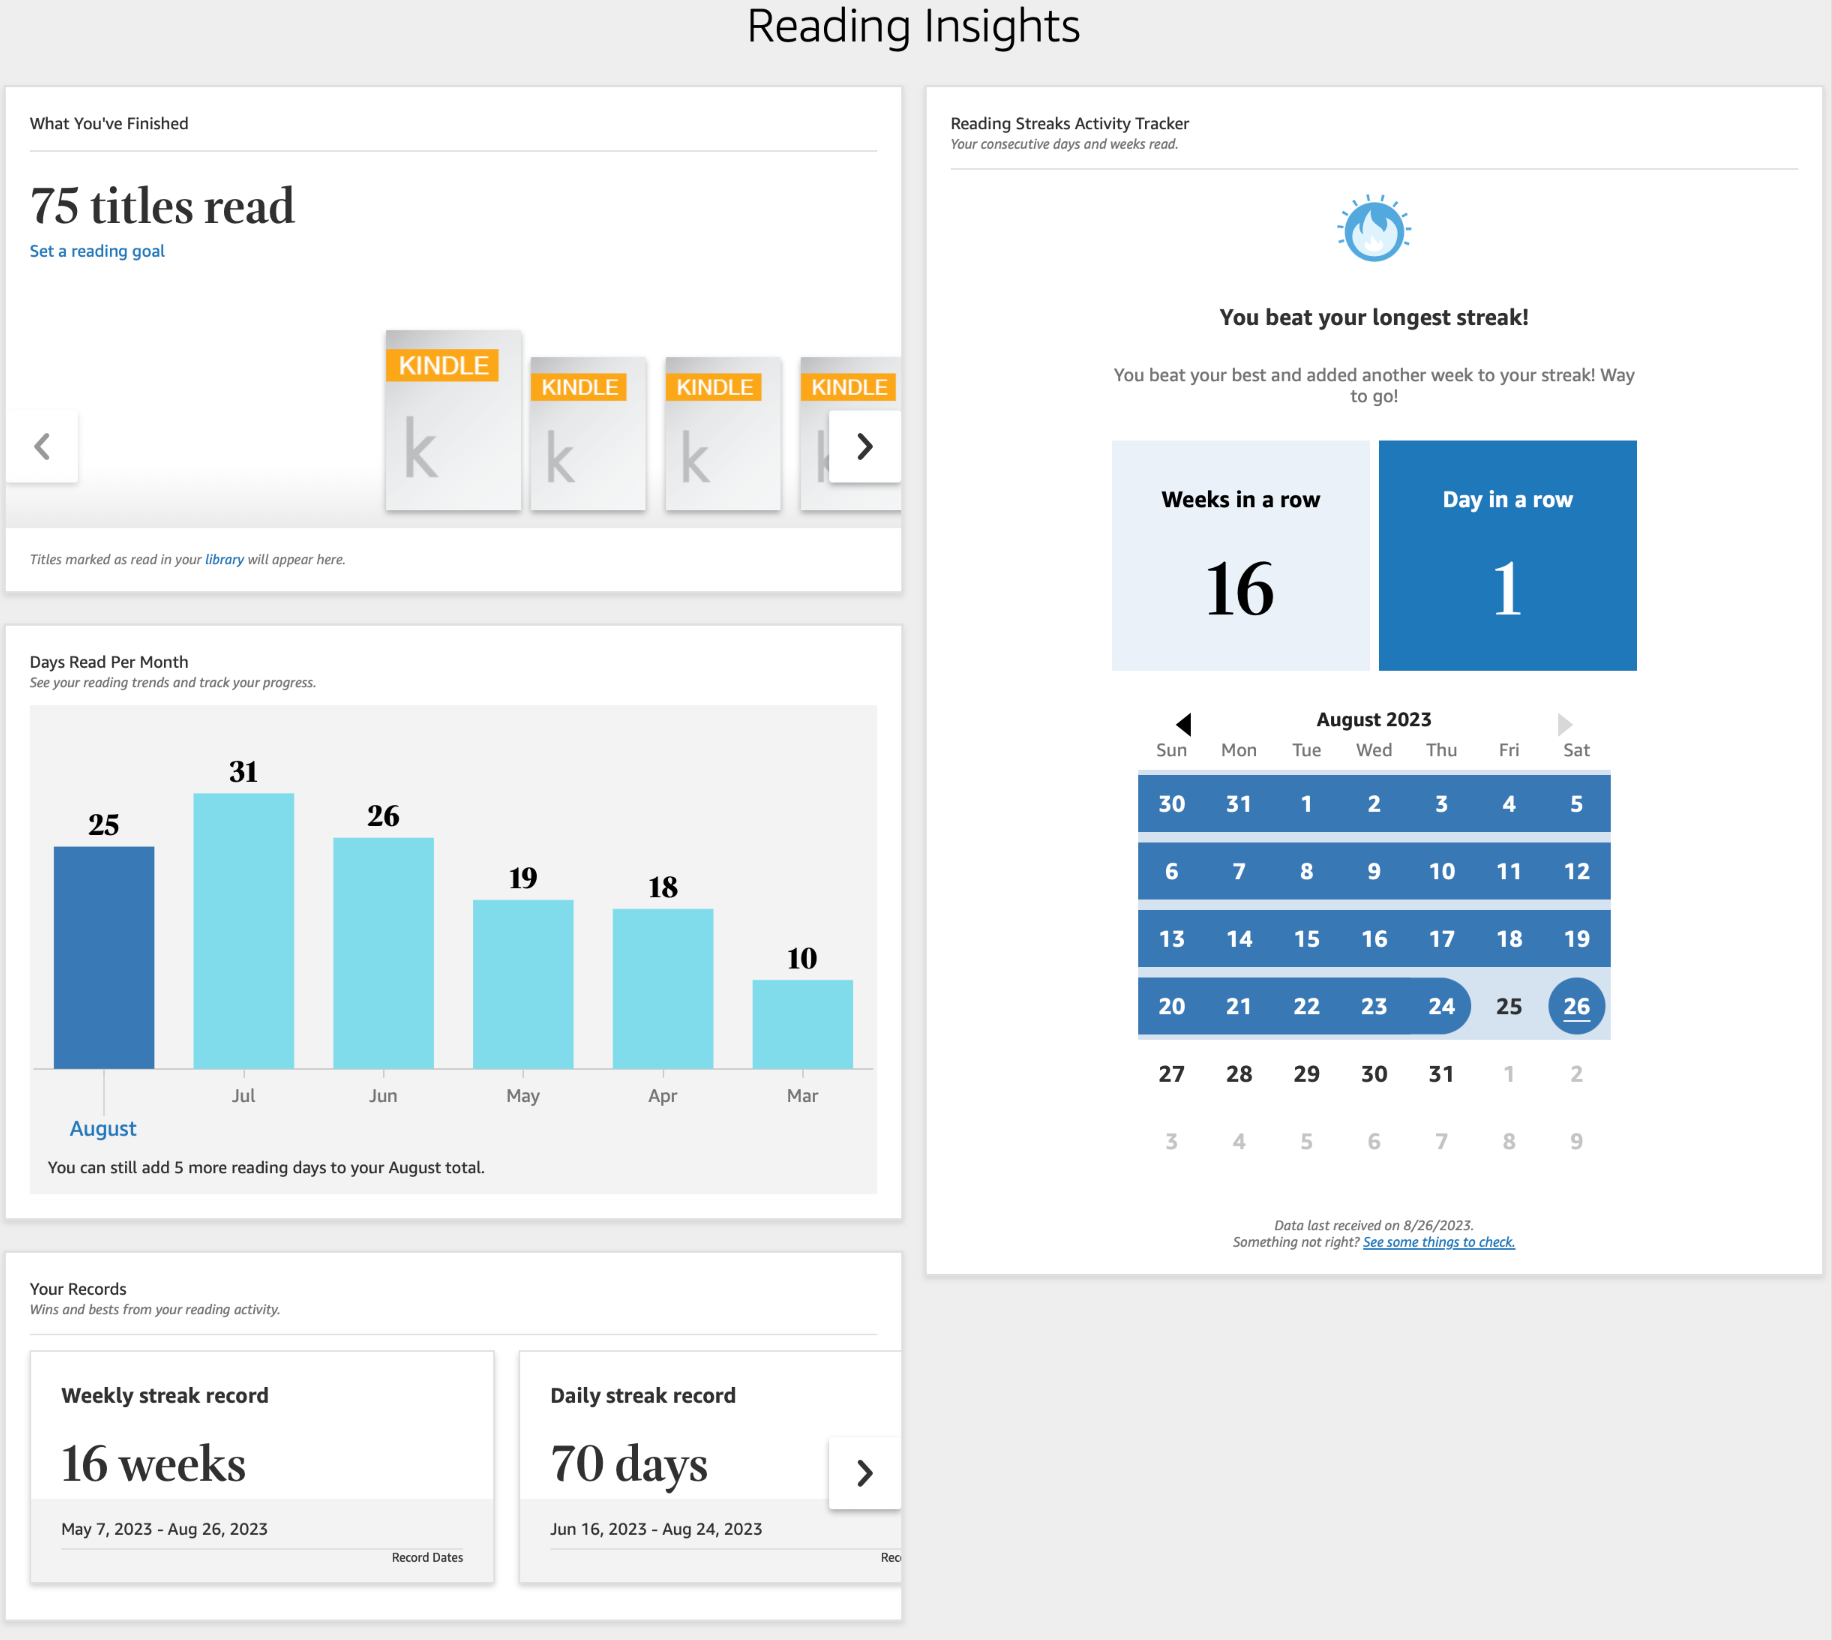 Reading Insights
What You've Finished
75 titles read
Set a reading goal
KINDLE
k
KINDLE
k
KINDLE
k
KINDLE
k
Titles marked as read in your library will appear here.
Days Read Per Month
See your reading trends and track your progress.
25
31
26
19
18
10
Jul
Jun
May
Apr
Mar
August
You can still add 5 more reading days to your August total.
Your Records
Wins and bests from your reading activity.
Weekly streak record
16 weeks
May 7, 2023 - Aug 26, 2023
Record Dates
Daily streak record
70 days
Jun 16, 2023 - Aug 24, 2023
Reading Streaks Activity Tracker
Your consecutive days and weeks read.
You beat your longest streak!
You beat your best and added another week to your streak! Way
to go!
Weeks in a row
16
Day in a row
1
August 2023
Sun Mon Tue Wed Thu Fri Sat
30 31 1 2 3 4 5
6 7 8 9 10 11 12
13 14 15 16 17 18 19
20 21 22 23 24 25 26
27 28 29 30 31 1 2
3 4 5 6 7 8 9
Data last received on 8/26/2023.
Something not right? See some things to check.